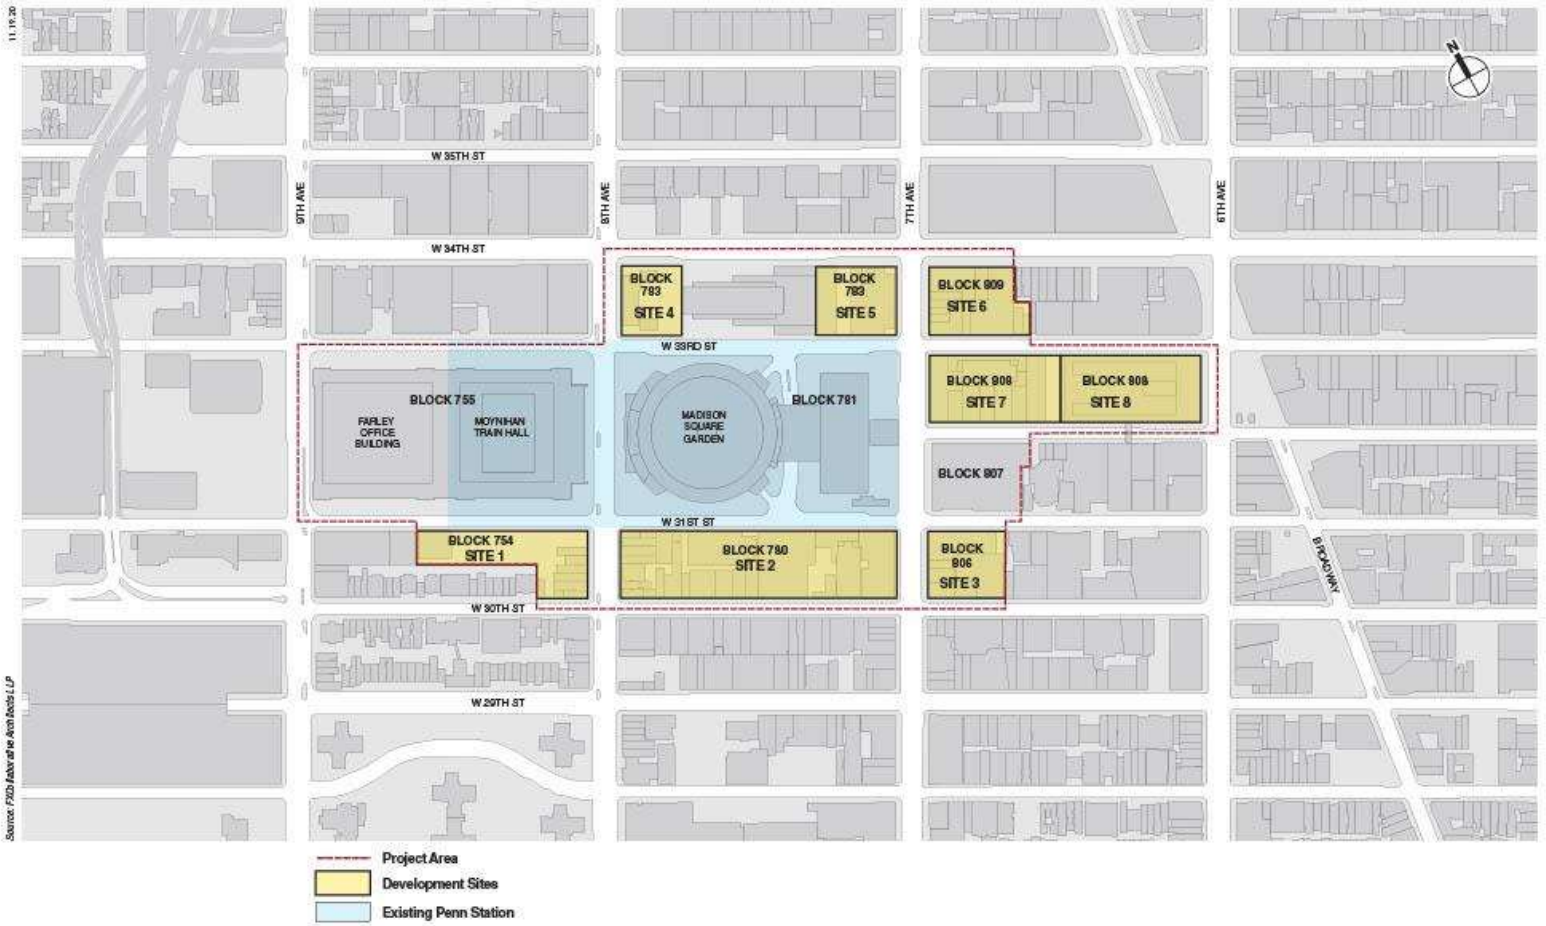 11.19.20
N
W 35TH ST
9TH AVE
8TH AVE
7TH AVE
6TH AVE
W 34TH ST
BLOCK
783
SITE 4
BLOCK
783
SITE 5
BLOCK 809
SITE 6
W 33RD ST
BLOCK 755
FARLEY
OFFICE
BUILDING
MOYNIHAN
TRAIN HALL
MADISON
SQUARE
GARDEN
BLOCK 781
BLOCK 808
SITE 7
BLOCK 808
SITE 8
BLOCK 807
W 31ST ST
BLOCK 754
SITE 1
BLOCK 780
SITE 2
BLOCK
806
SITE 3
BROADWAY
W 30TH ST
W 29TH ST
Source: FXCollaborative Architects LLP
Project Area
Development Sites
Existing Penn Station